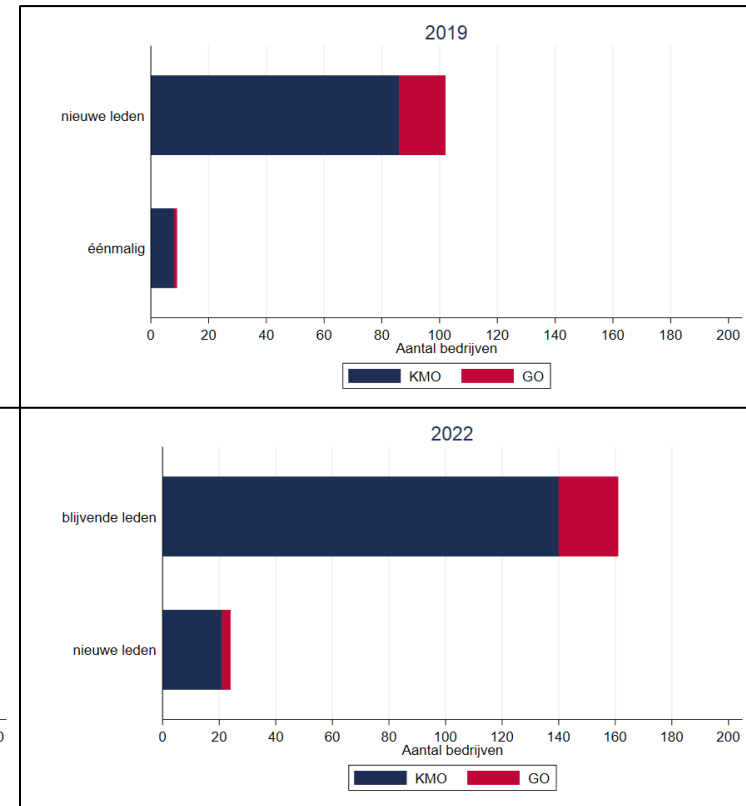 2019
nieuwe leden
éénmalig
0 20 40 60 80 100 120 140 160 180 200
Aantal bedrijven
KMO GO
2022
blijvende leden
nieuwe leden
0 0 20 40 60 80 100 120 140 160 180 200
Aantal bedrijven
KMO GO